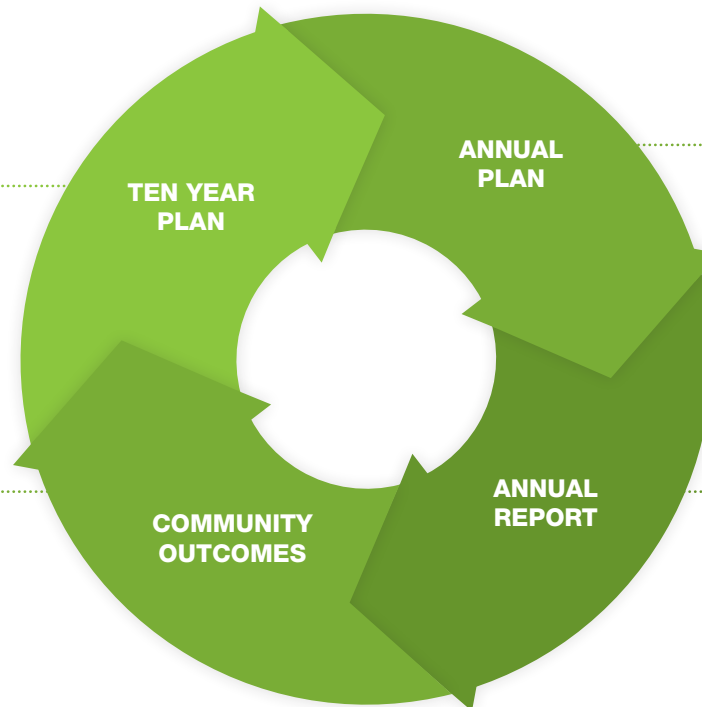 TEN YEAR
PLAN
ANNUAL
PLAN
ANNUAL
REPORT
COMMUNITY
OUTCOMES